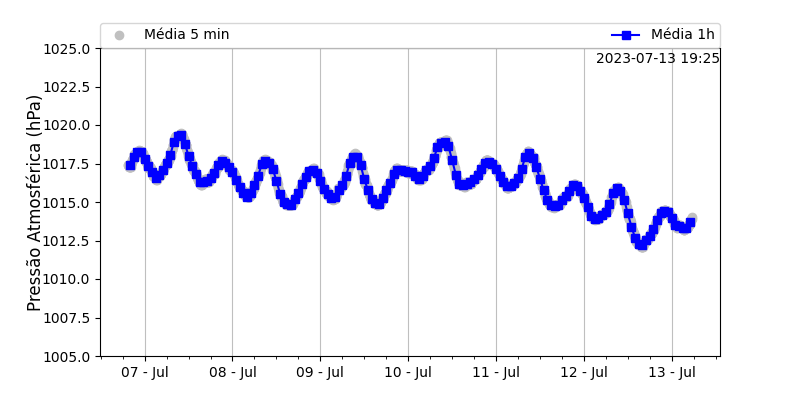 Média 5 min
Média 1h
2023-07-13 19:25
Pressão Atmosférica (hPa)
1025.0
1022.5
1020.0
1017.5
1015.0
1012.5
1010.0
1007.5
1005.0
07 - Jul
08 - Jul
09 - Jul
10 - Jul
11 - Jul
12 - Jul
13 - Jul